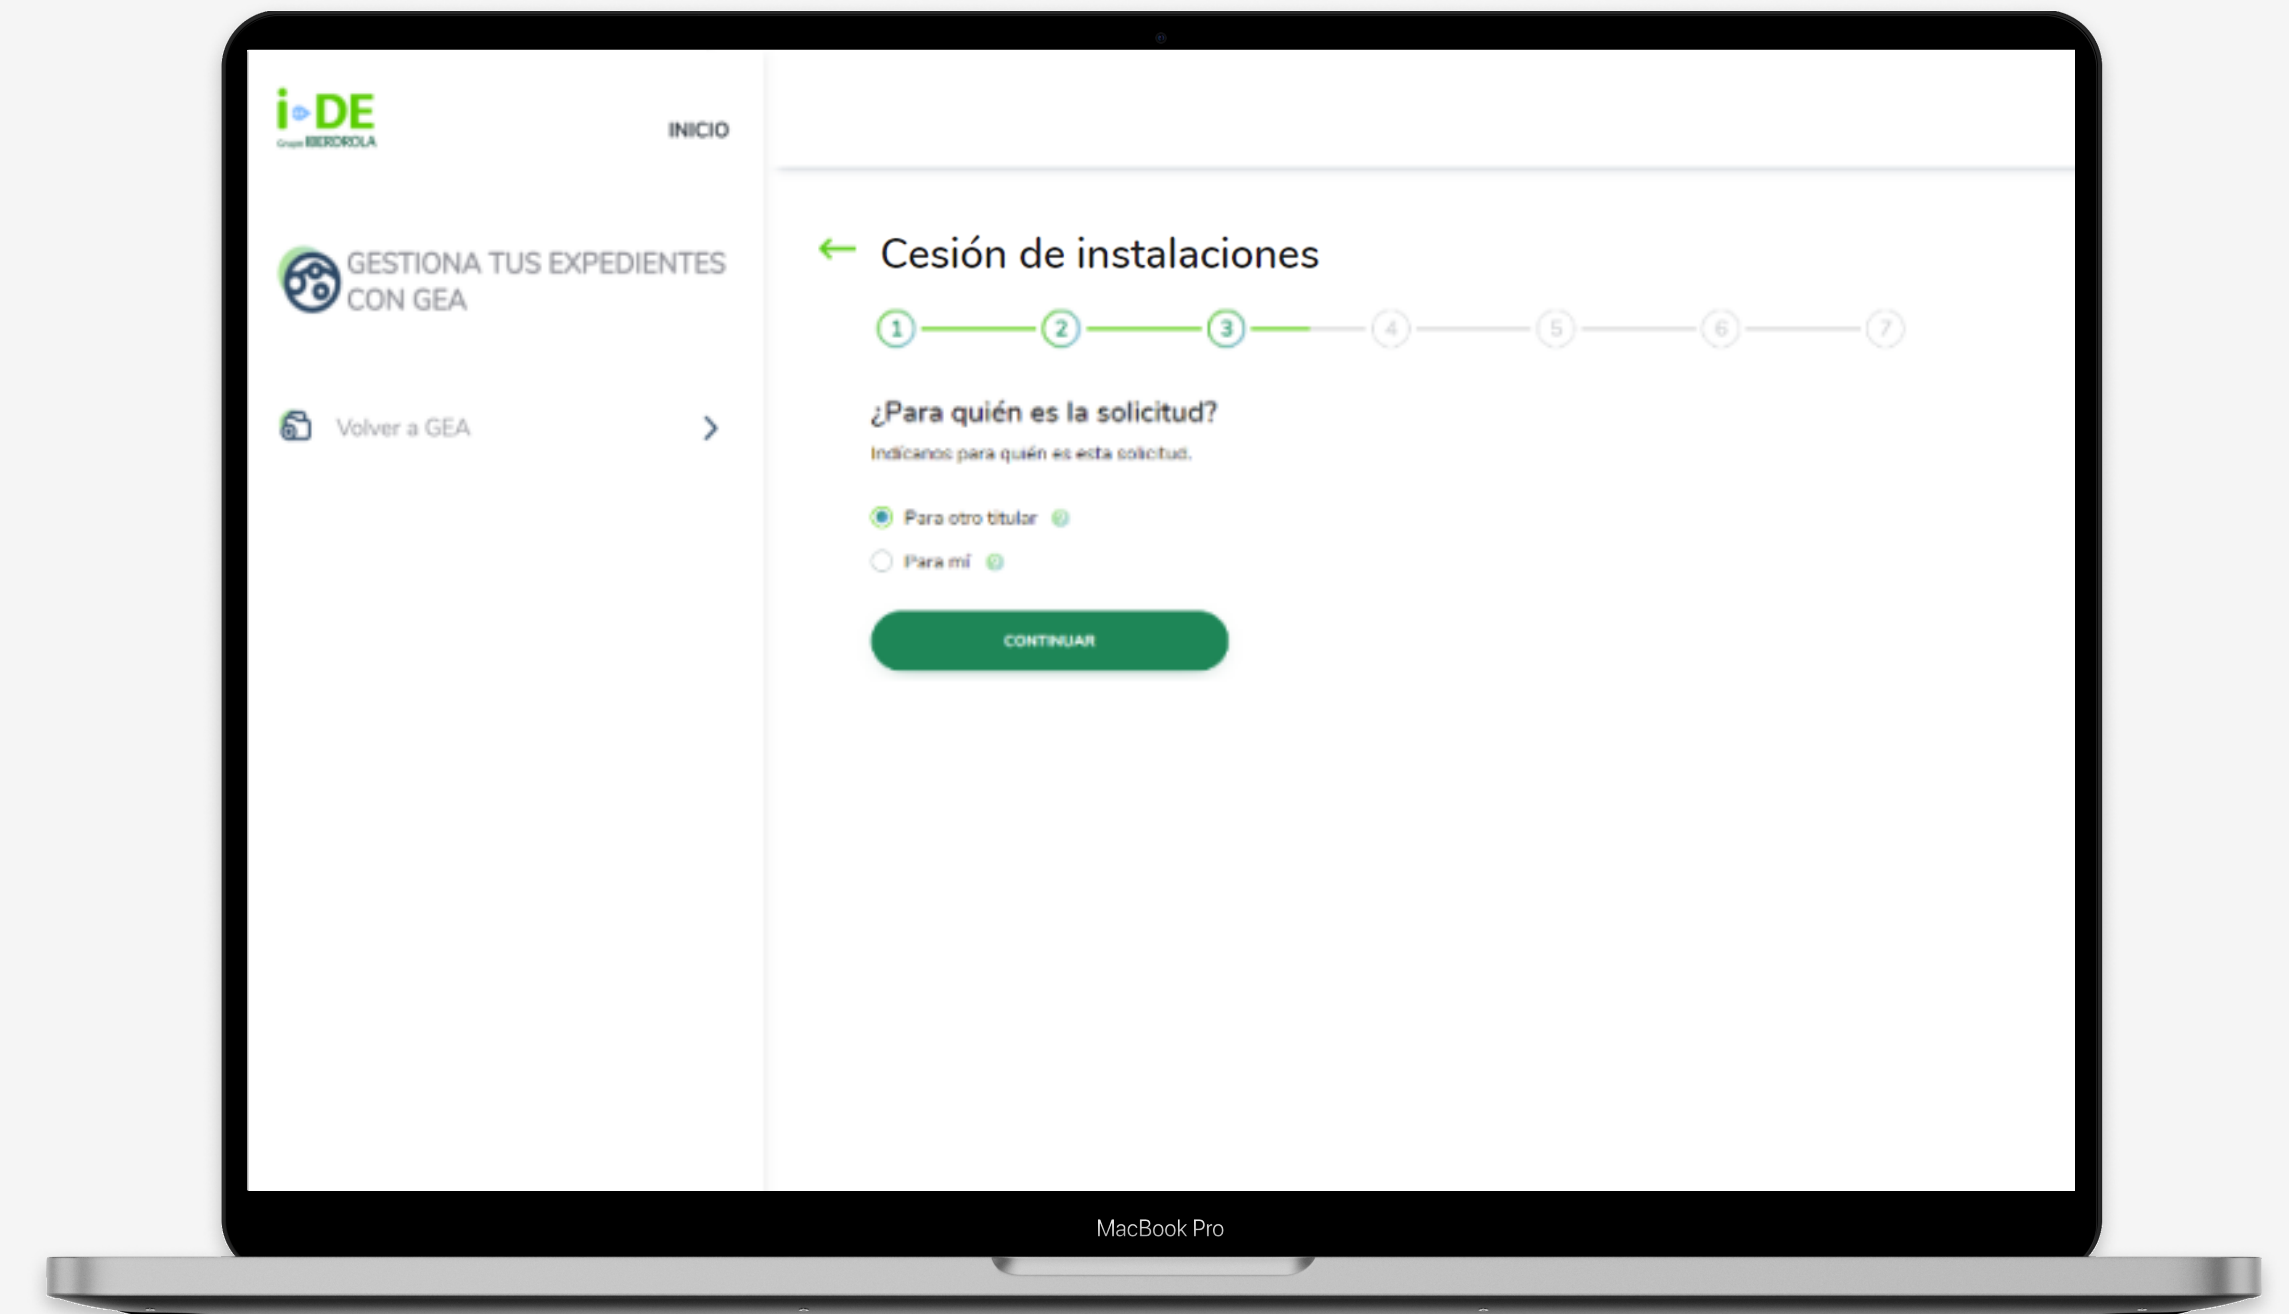 i-DE
Grupo IBERDROLA
INICIO
GESTIONA TUS EXPEDIENTES
CON GEA
Volver a GEA
Cesión de instalaciones
1 2 3 4 5 6 7
¿Para quién es la solicitud?
Indícanos para quién es esta solicitud.
Para otro titular
Para mí
CONTINUAR
MacBook Pro